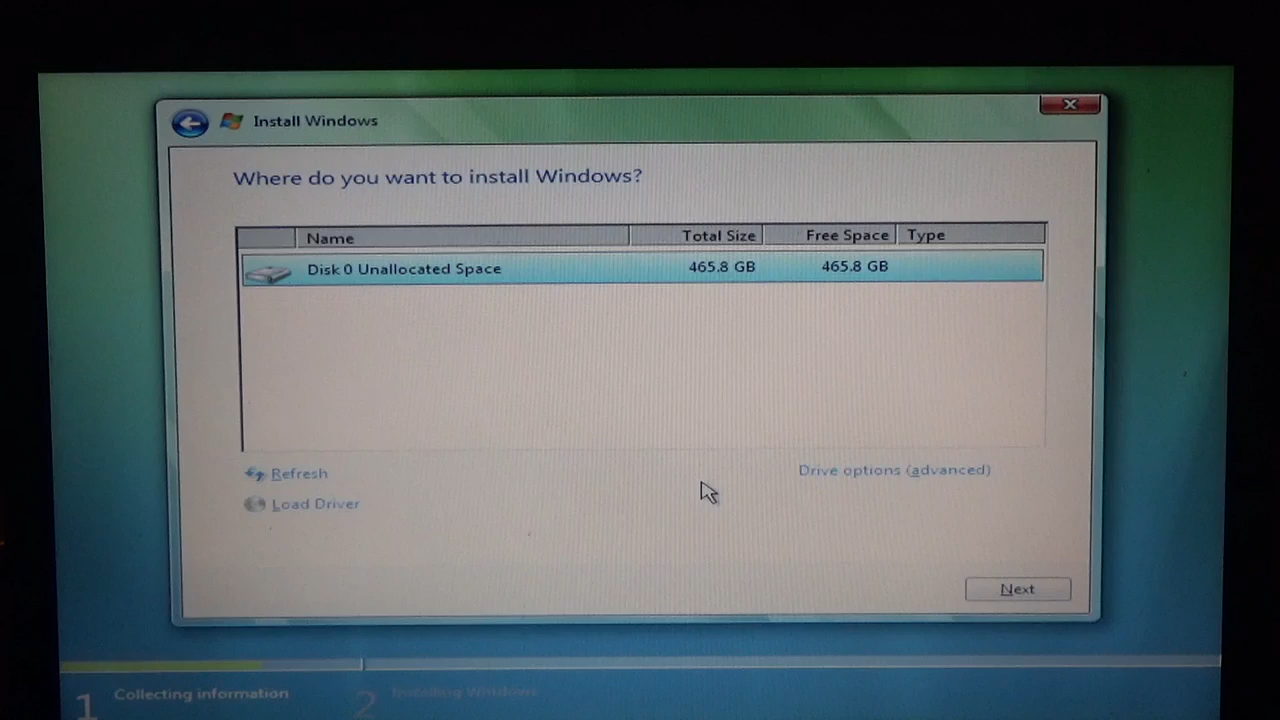 Install Windows
Where do you want to install Windows?
Name Total Size Free Space Type
Disk 0 Unallocated Space 465.8 GB 465.8 GB
Refresh Drive options (advanced)
Load Driver
Next
1 Collecting information 2 Installing Windows